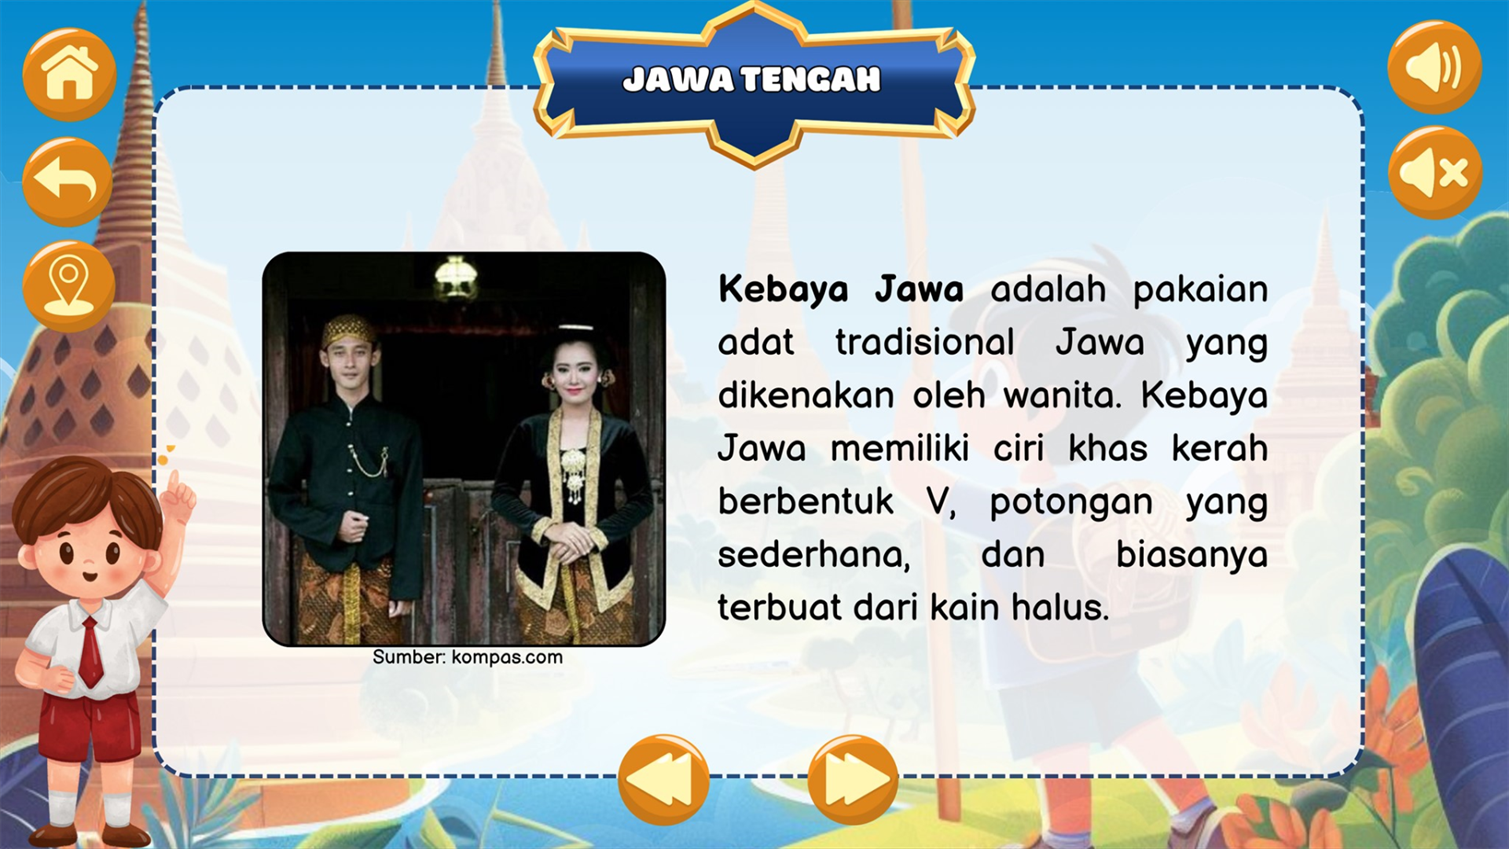 JAWA TENGAH
Kebaya Jawa adalah pakaian
adat tradisional Jawa yang
dikenakan oleh wanita. Kebaya
Jawa memiliki ciri khas kerah
berbentuk V, potongan yang
sederhana, dan biasanya
terbuat dari kain halus.
Sumber: kompas.com